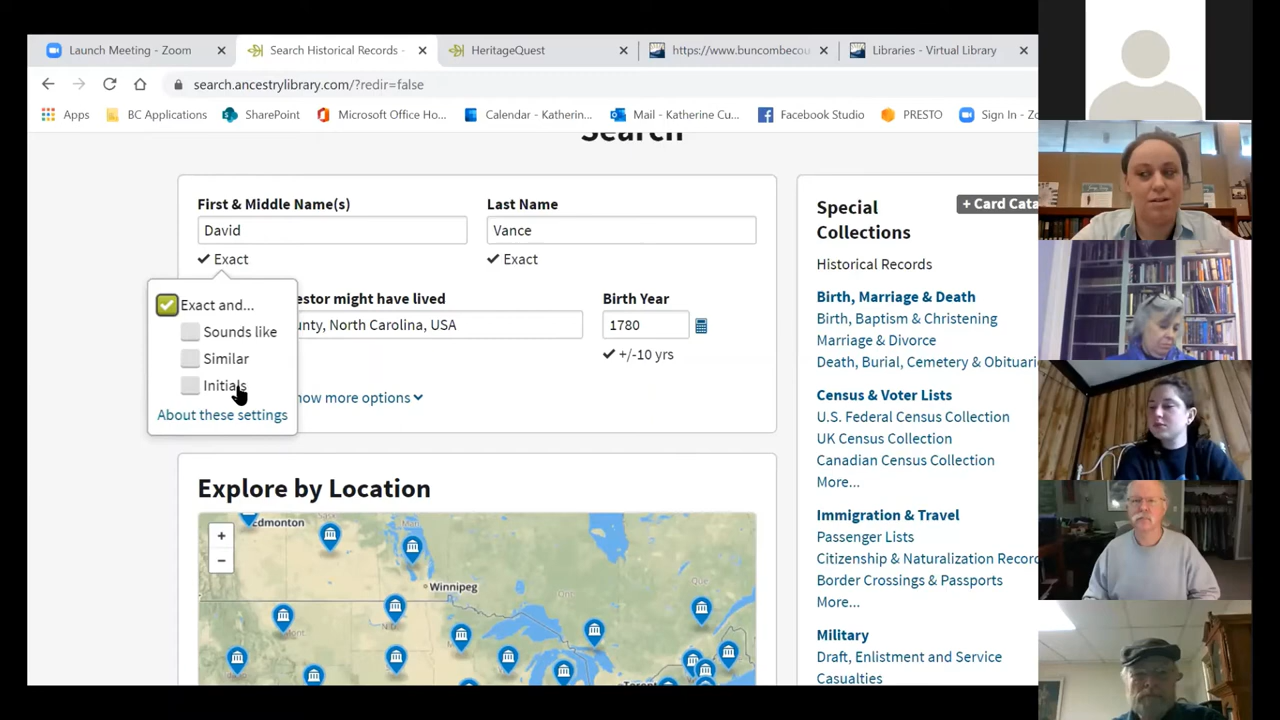 Launch Meeting - Zoom
Search Historical Records -
HeritageQuest
https://www.buncombecou
Libraries - Virtual Library
search.ancestrylibrary.com/?redir=false
Apps
BC Applications
SharePoint
Microsoft Office Ho...
Calendar - Katherin...
Mail - Katherine Cu...
Facebook Studio
PRESTO
Sign In - Zo
Search
First & Middle Name(s)
Last Name
David
Vance
Exact
Exact
Exact and...
Sounds like
Similar
Initials
About these settings
estor might have lived
Birth Year
unty, North Carolina, USA
1780
+/-10 yrs
how more options
Explore by Location
+
−
Edmonton
Sask.
Man.
Winnipeg
Mont.
N.D.
Que.
Toronto
Special
Collections
+ Card Cata
Historical Records
Birth, Marriage & Death
Birth, Baptism & Christening
Marriage & Divorce
Death, Burial, Cemetery & Obituarie
Census & Voter Lists
U.S. Federal Census Collection
UK Census Collection
Canadian Census Collection
More...
Immigration & Travel
Passenger Lists
Citizenship & Naturalization Record
Border Crossings & Passports
More...
Military
Draft, Enlistment and Service
Casualties